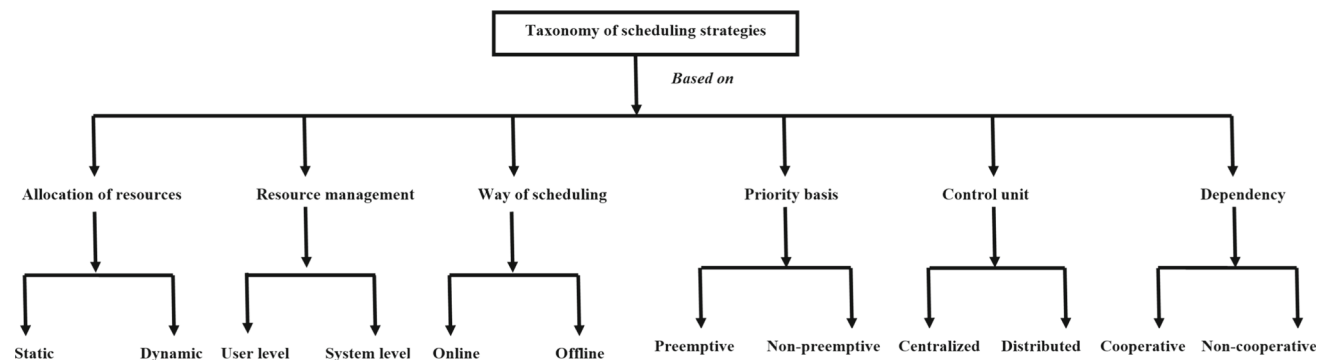 Taxonomy of scheduling strategies
Based on
Allocation of resources
Resource management
Way of scheduling
Priority basis
Control unit
Dependency
Static
Dynamic
User level
System level
Online
Offline
Preemptive
Non-preemptive
Centralized
Distributed
Cooperative
Non-cooperative